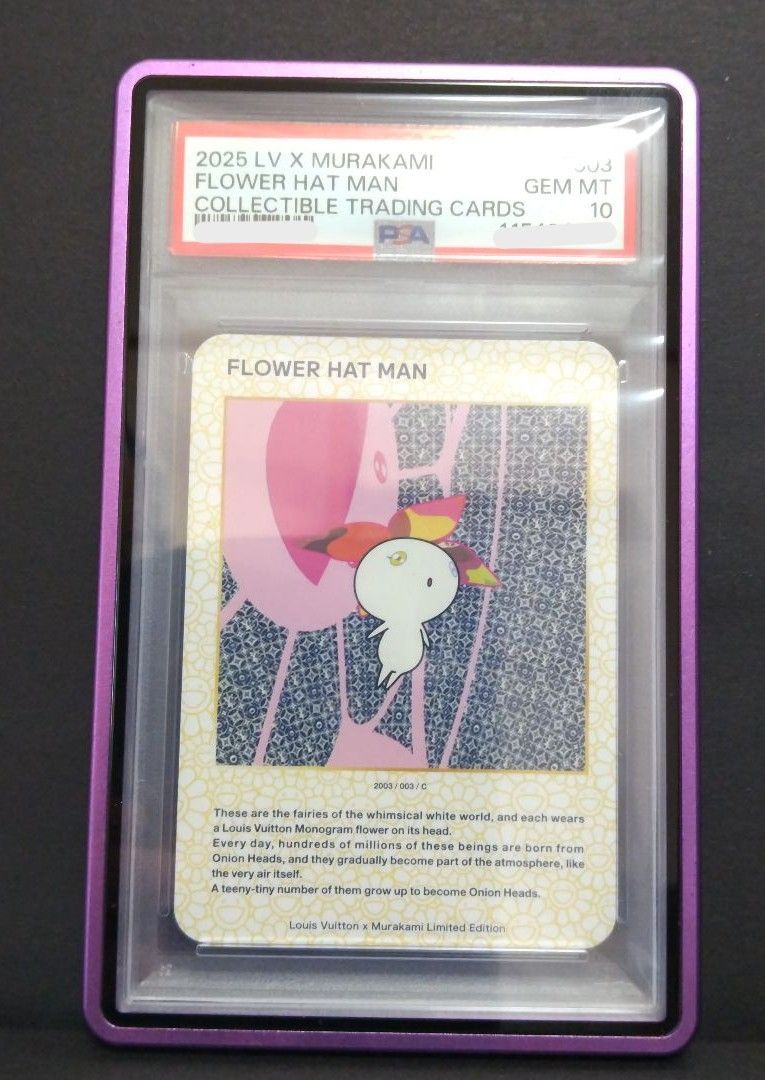 2025 LV X MURAKAMI
FLOWER HAT MAN GEM MT
COLLECTIBLE TRADING CARDS 10
PSA
FLOWER HAT MAN
2003 / 003 / C
These are the fairies of the whimsical white world, and each wears
a Louis Vuitton Monogram flower on its head.
Every day, hundreds of millions of these beings are born from
Onion Heads, and they gradually become part of the atmosphere, like
the very air itself.
A teeny-tiny number of them grow up to become Onion Heads.
Louis Vuitton x Murakami Limited Edition